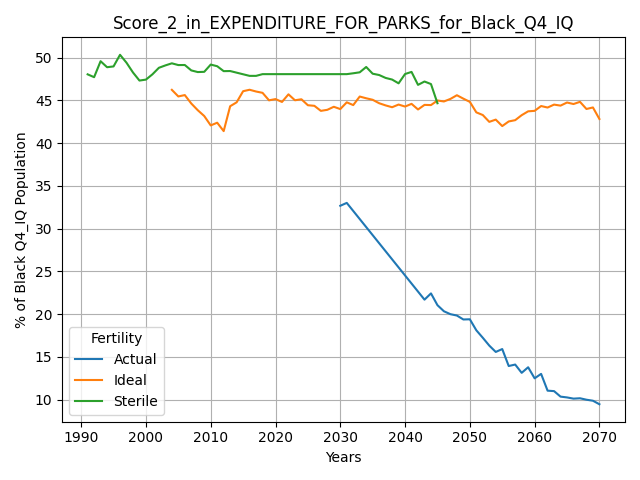 Score_2_in_EXPENDITURE_FOR_PARKS_for_Black_Q4_IQ
% of Black Q4_IQ Population
50
45
40
35
30
25
20
15
10
Fertility
Actual
Ideal
Sterile
1990 2000 2010 2020 2030 2040 2050 2060 2070
Years